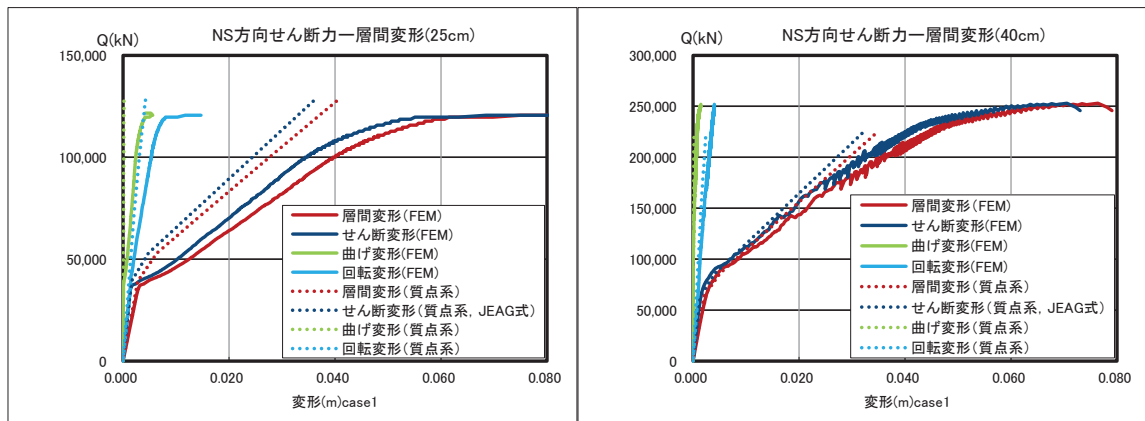 NS方向せん断力ー層間変形(25cm)
Q(kN)
150,000
100,000
50,000
0
0.000
0.020
0.040
0.060
0.080
変形(m)case1
層間変形(FEM)
せん断変形(FEM)
曲げ変形(FEM)
回転変形(FEM)
層間変形(質点系)
せん断変形(質点系, JEAG式)
曲げ変形(質点系)
回転変形(質点系)
NS方向せん断力ー層間変形(40cm)
Q(kN)
300,000
250,000
200,000
150,000
100,000
50,000
0
0.000
0.020
0.040
0.060
0.080
変形(m)case1
層間変形(FEM)
せん断変形(FEM)
曲げ変形(FEM)
回転変形(FEM)
層間変形(質点系)
せん断変形(質点系, JEAG式)
曲げ変形(質点系)
回転変形(質点系)